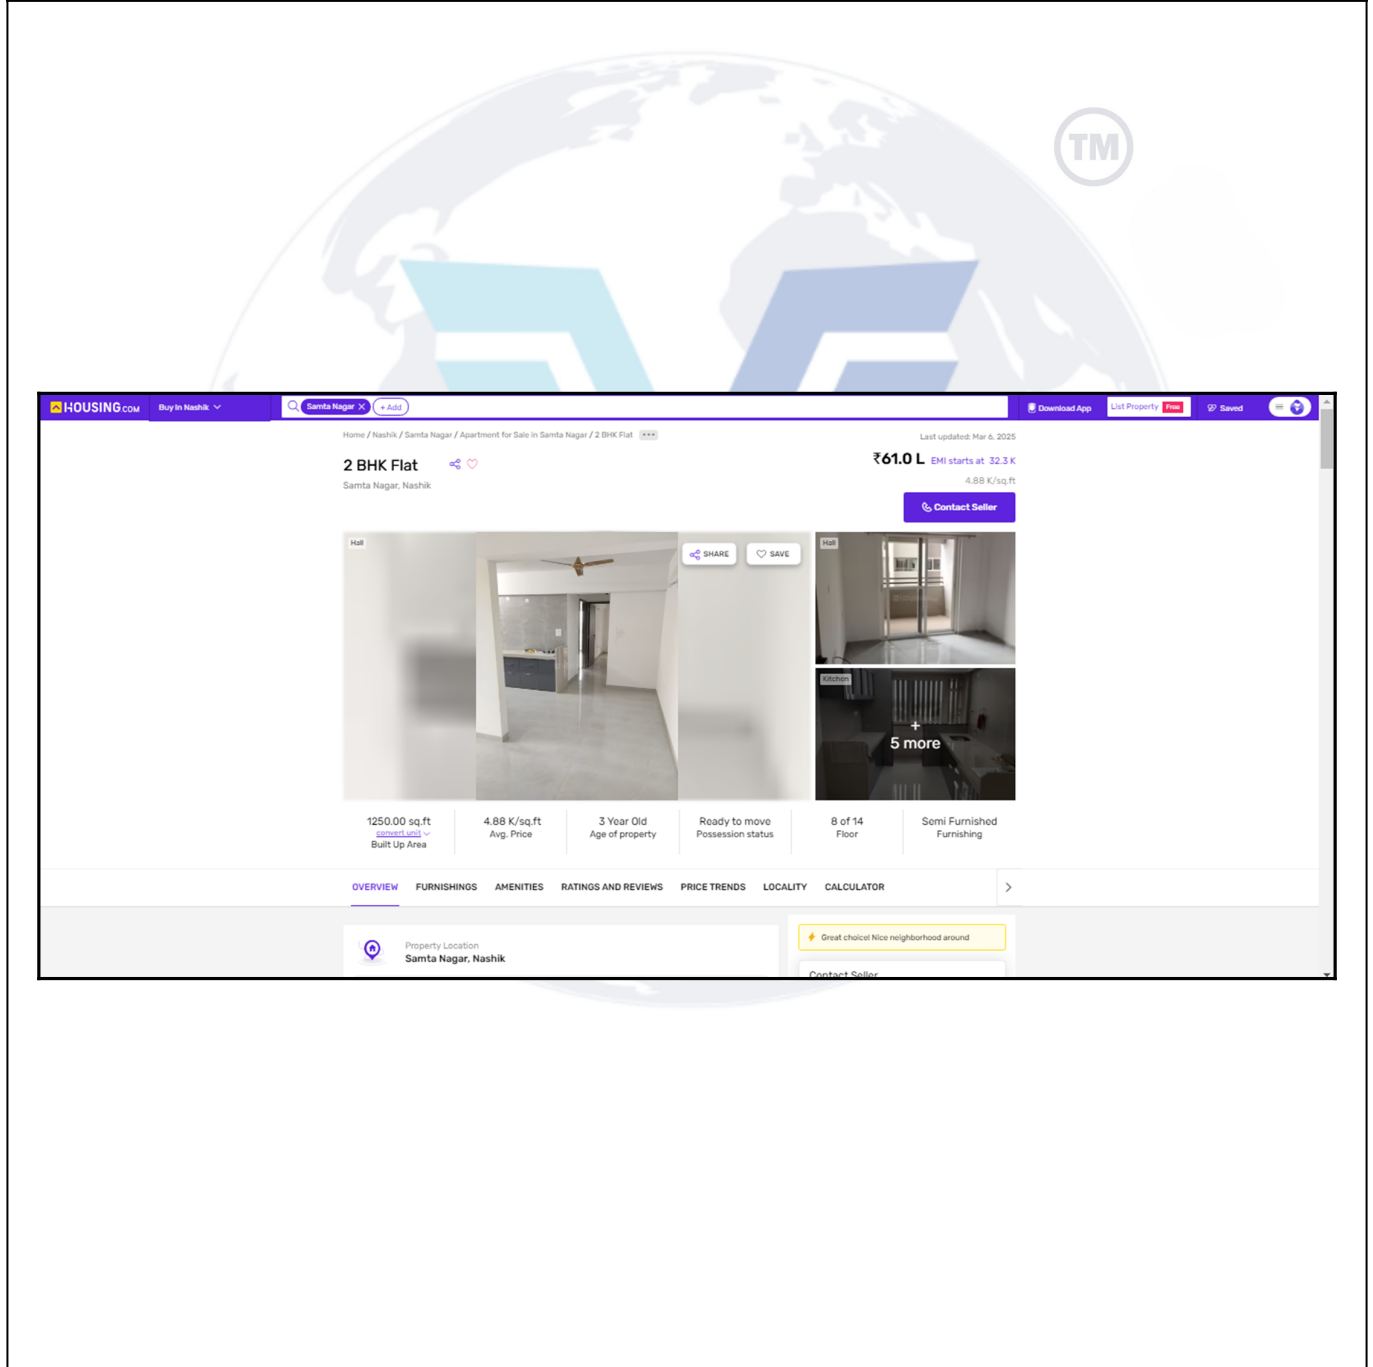 TM
HOUSING.COM
Buy in Nashik
Samta Nagar
+ Add
Download App
List Property Free
Saved
Home / Nashik / Samta Nagar / Apartment for Sale in Samta Nagar / 2 BHK Flat
Last updated: Mar 6, 2025
2 BHK Flat
₹61.0 L EMI starts at 32.3 K
Samta Nagar, Nashik
4.88 K/sq.ft
Contact Seller
Hall
SHARE
SAVE
Hall
Kitchen
+
5 more
1250.00 sq.ft
convert unit
Built Up Area
4.88 K/sq.ft
Avg. Price
3 Year Old
Age of property
Ready to move
Possession status
8 of 14
Floor
Semi Furnished
Furnishing
OVERVIEW FURNISHINGS AMENITIES RATINGS AND REVIEWS PRICE TRENDS LOCALITY CALCULATOR
Great choice! Nice neighborhood around
Property Location
Samta Nagar, Nashik
Contact Seller